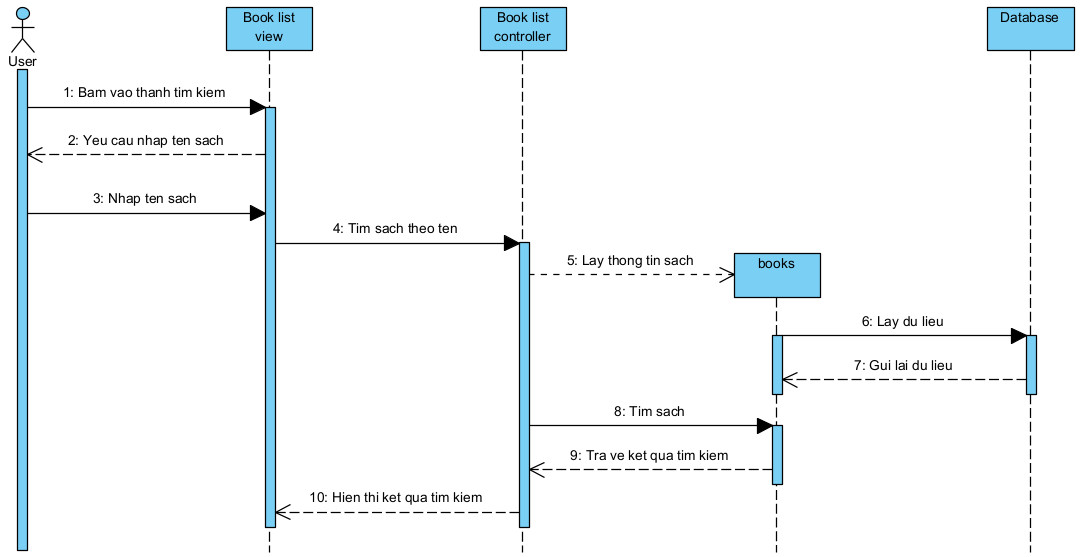 Book list
view
Book list
controller
Database
User
1: Bam vao thanh tim kiem
2: Yeu cau nhap ten sach
3: Nhap ten sach
4: Tim sach theo ten
5: Lay thong tin sach
books
6: Lay du lieu
7: Gui lai du lieu
8: Tim sach
9: Tra ve ket qua tim kiem
10: Hien thi ket qua tim kiem